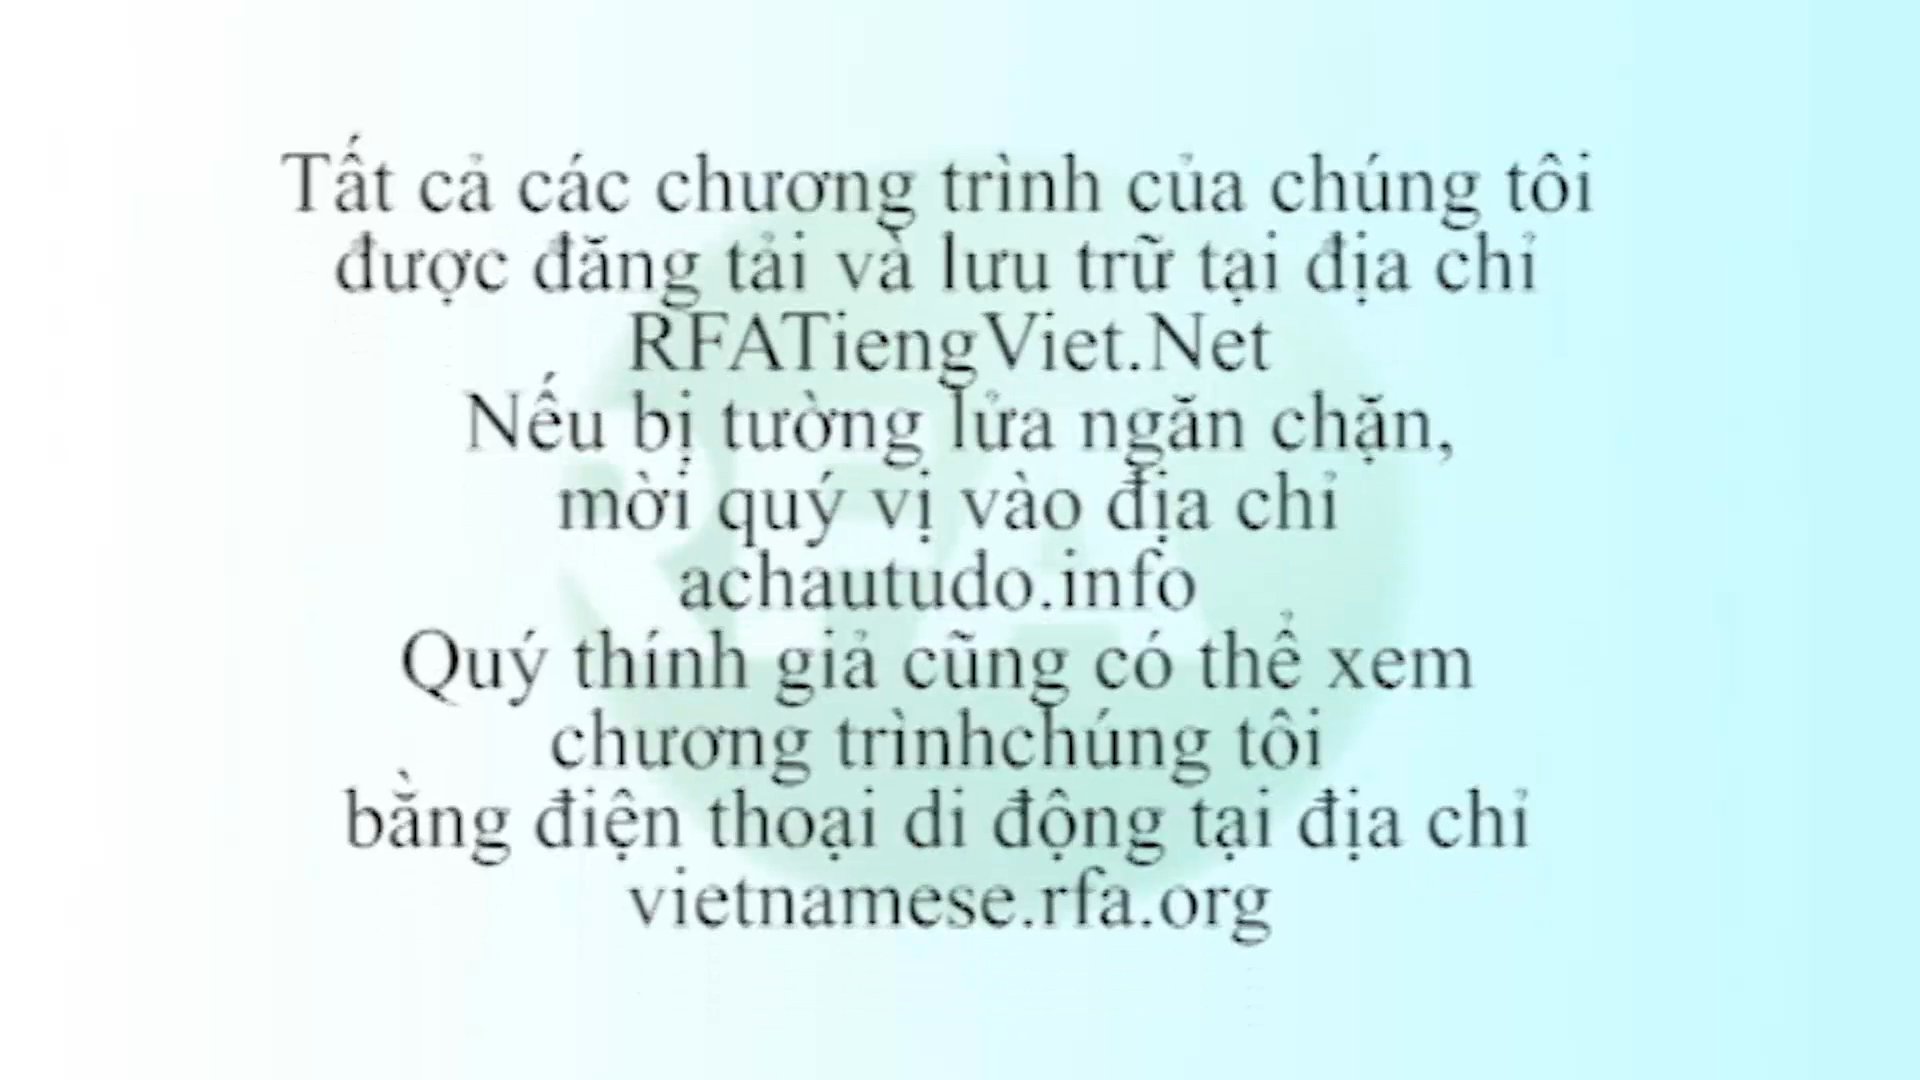 Tất cả các chương trình của chúng tôi
được đăng tải và lưu trữ tại địa chỉ
RFATiengViet.Net
Nếu bị tường lửa ngăn chặn,
mời quý vị vào địa chỉ
achautudo.info
Quý thính giả cũng có thể xem
chương trìnhchúng tôi
bằng điện thoại di động tại địa chỉ
vietnamese.rfa.org
RFA